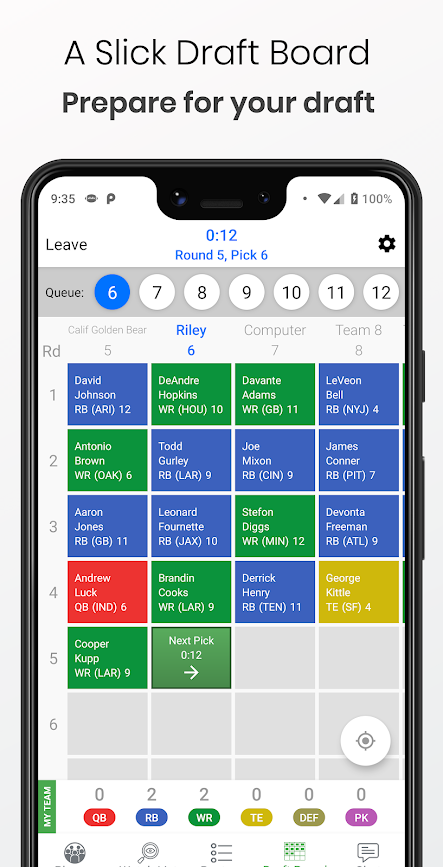 A Slick Draft Board
Prepare for your draft
9:35
100%
Leave
0:12
Round 5, Pick 6
Queue: 6 7 8 9 10 11 12
Rd
Calif Golden Bear
5
Riley
6
Computer
7
Team 8
8
1
David
Johnson
RB (ARI) 12
DeAndre
Hopkins
WR (HOU) 10
Davante
Adams
WR (GB) 11
LeVeon
Bell
RB (NYJ) 4
2
Antonio
Brown
WR (OAK) 6
Todd
Gurley
RB (LAR) 9
Joe
Mixon
RB (CIN) 9
James
Conner
RB (PIT) 7
3
Aaron
Jones
RB (GB) 11
Leonard
Fournette
RB (JAX) 10
Stefon
Diggs
WR (MIN) 12
Devonta
Freeman
RB (ATL) 9
4
Andrew
Luck
QB (IND) 6
Brandin
Cooks
WR (LAR) 9
Derrick
Henry
RB (TEN) 11
George
Kittle
TE (SF) 4
5
Cooper
Kupp
WR (LAR) 9
Next Pick
0:12
6
MY TEAM
0 2 2 0 0 0
QB RB WR TE DEF PK